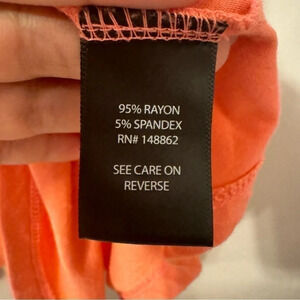 95% RAYON
5% SPANDEX
RN# 148862
SEE CARE ON
REVERSE